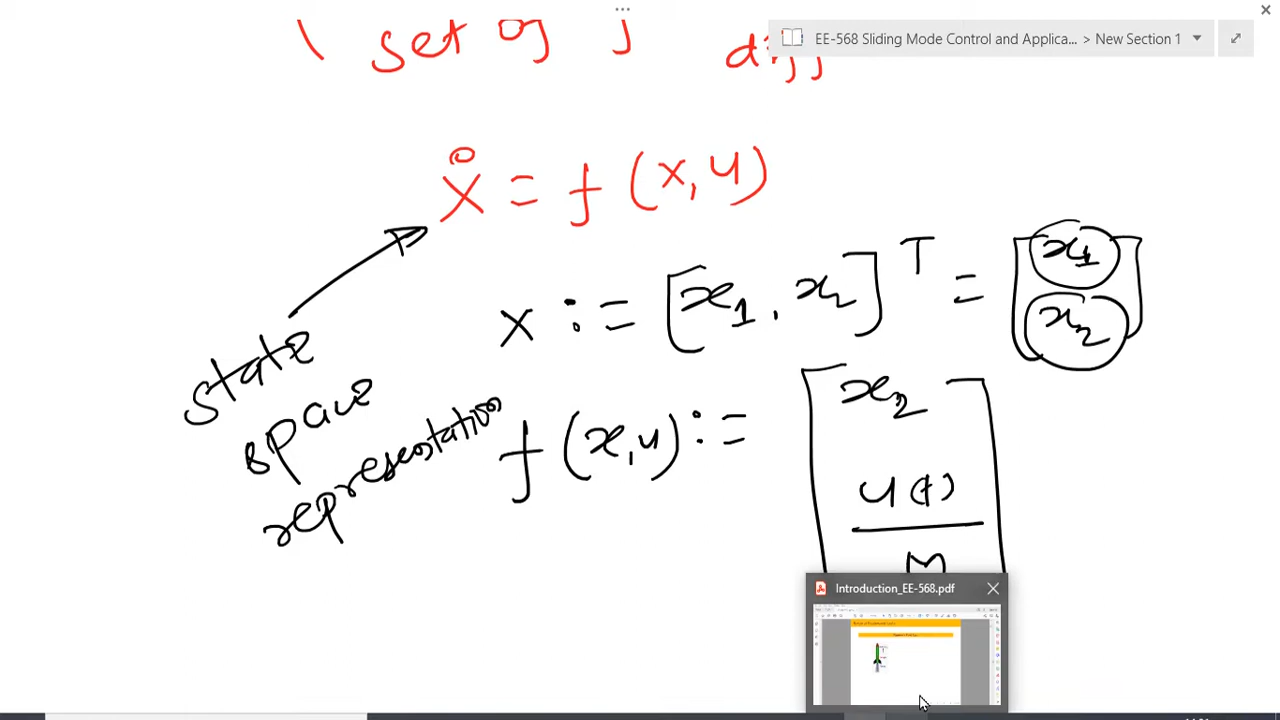 set of
EE-568 Sliding Mode Control and Applica... > New Section 1
ẋ = f (x, u)
x := [x1, x2]^T = [x1
x2]
state
space
representation
f (x, u) := [x2
u(t)
M
Introduction_EE-568.pdf